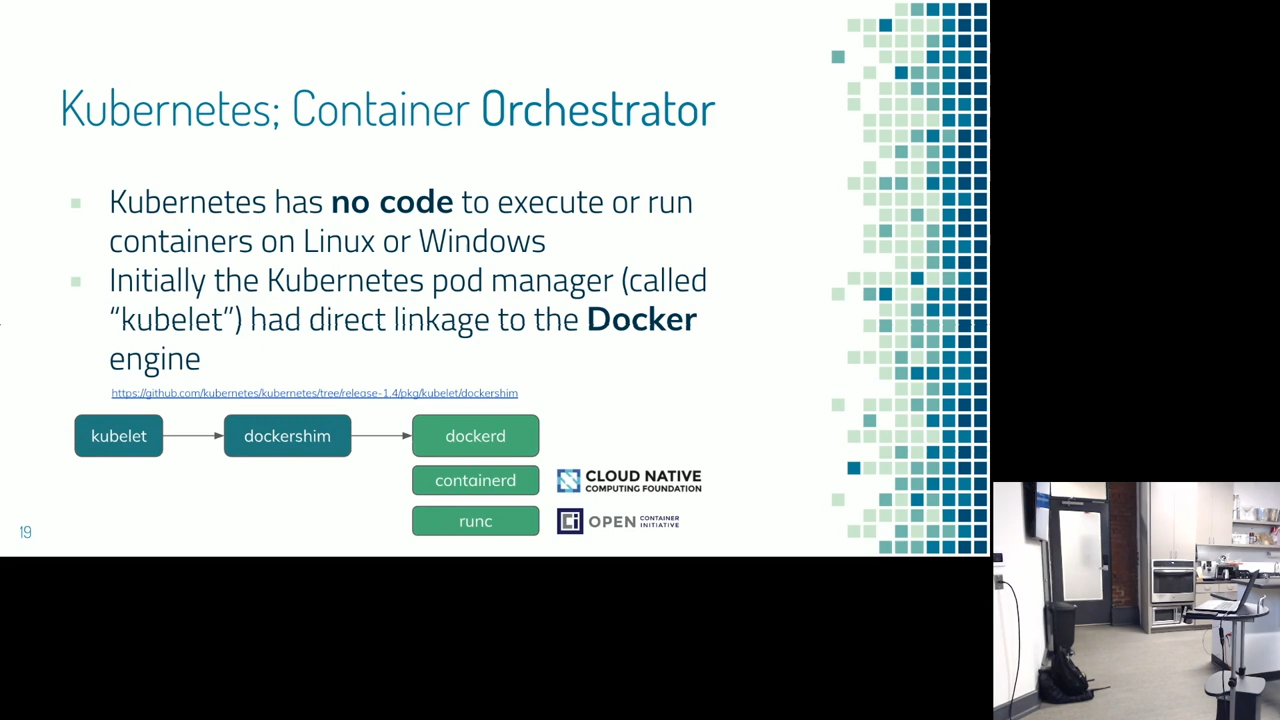 Kubernetes; Container Orchestrator
Kubernetes has no code to execute or run
containers on Linux or Windows
Initially the Kubernetes pod manager (called
“kubelet”) had direct linkage to the Docker
engine
https://github.com/kubernetes/kubernetes/tree/release-1.4/pkg/kubelet/dockershim
kubelet
dockershim
dockerd
containerd
CLOUD NATIVE
COMPUTING FOUNDATION
runc
OPEN CONTAINER
INITIATIVE
19